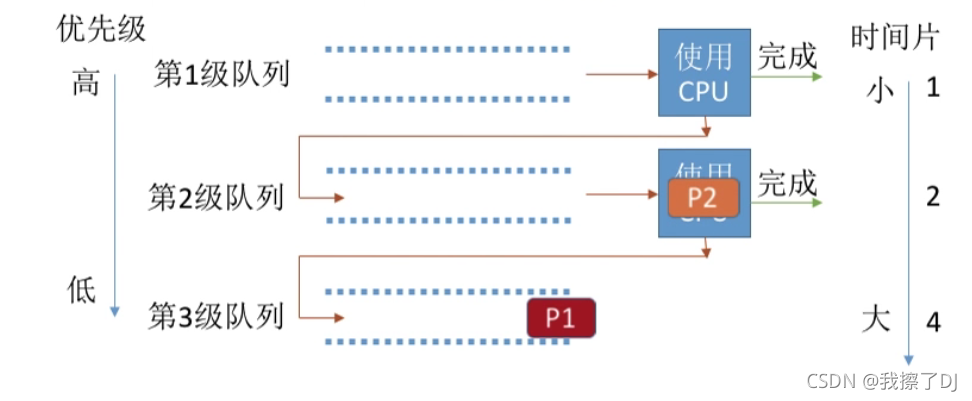 优先级
高
低
第1级队列
使用
CPU
完成
时间片
小
1
第2级队列
使用
P2
完成
2
第3级队列
P1
大
4
CSDN @我擦了DJ